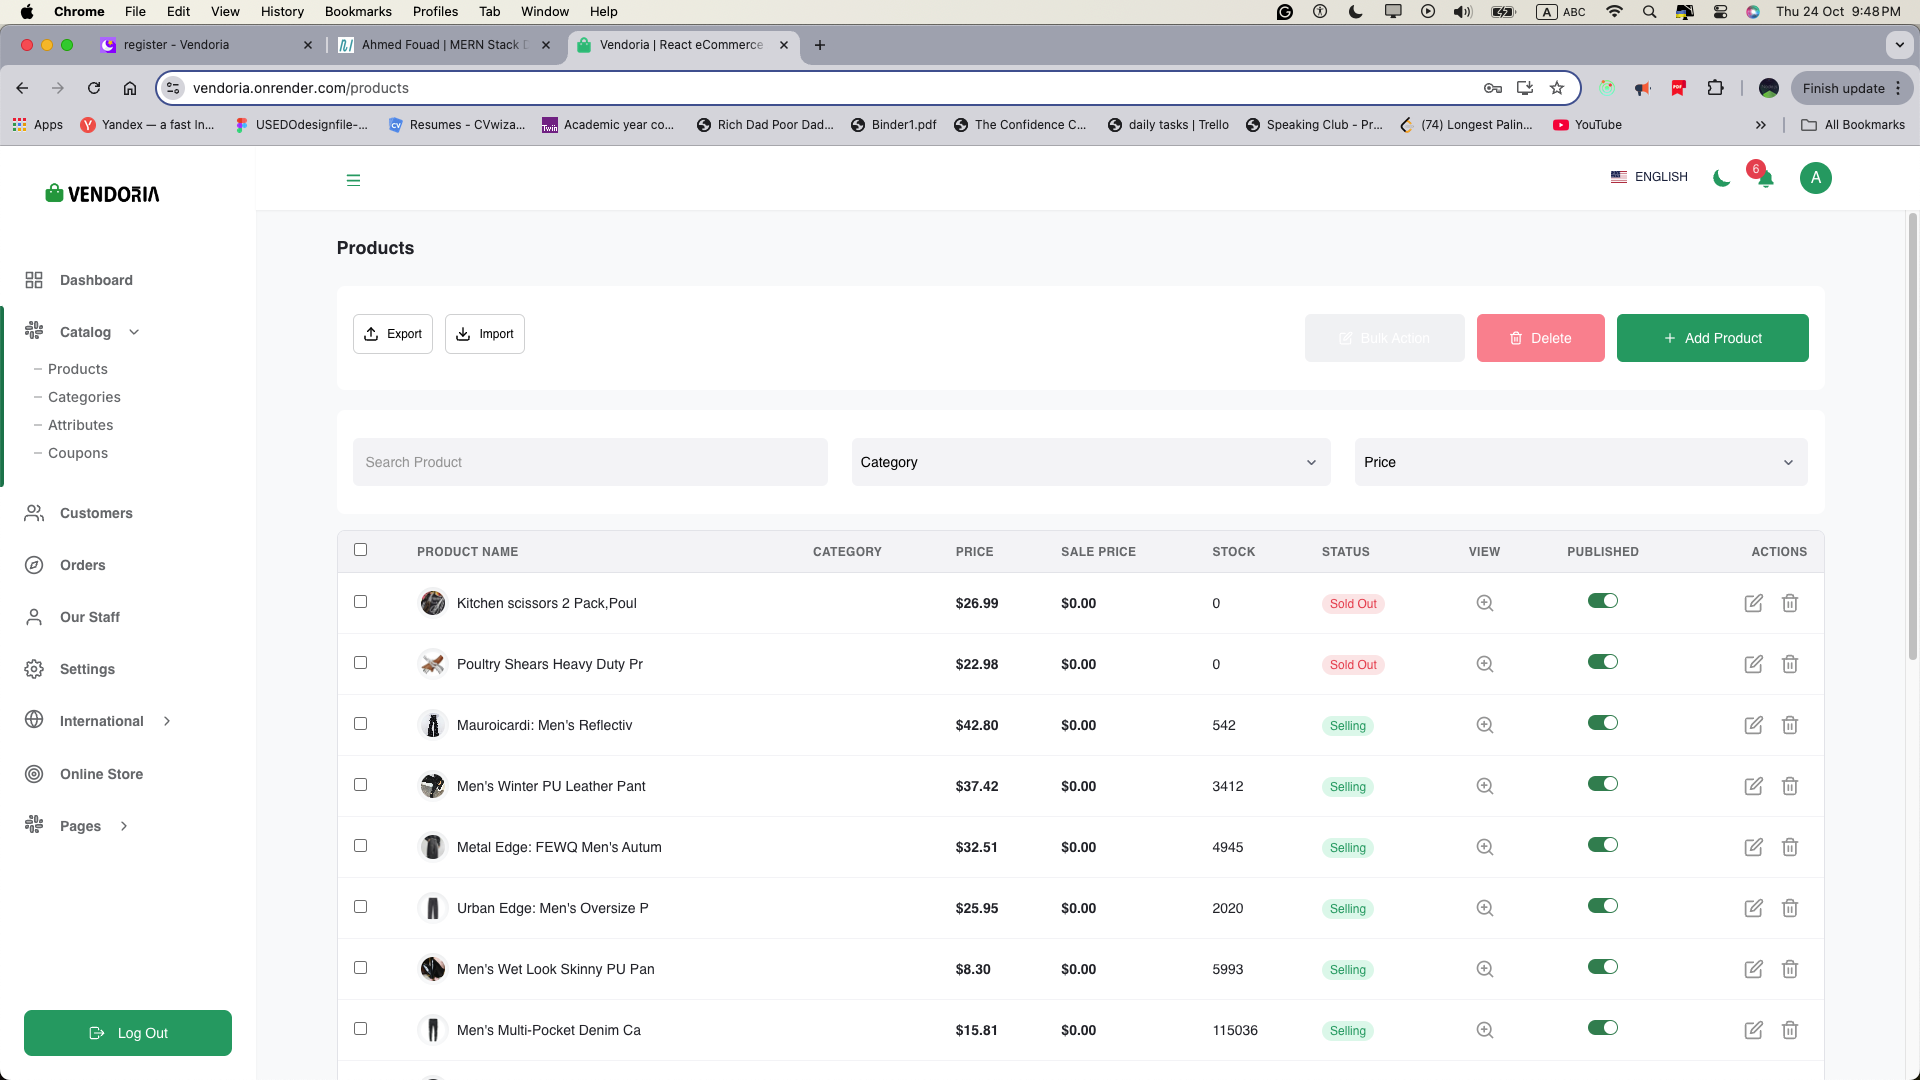 Chrome File Edit View History Bookmarks Profiles Tab Window Help A ABC Thu 24 Oct 9:48 PM
register - Vendoria Ahmed Fouad | MERN Stack D Vendoria | React eCommerce
vendoria.onrender.com/products Finish update
Apps Yandex — a fast In... USEDOdesignfile-... Resumes - CVwiza... Academic year co... Rich Dad Poor Dad... Binder1.pdf The Confidence C... daily tasks | Trello Speaking Club - Pr... (74) Longest Palin... YouTube All Bookmarks
VENDORIA
ENGLISH 6 A
Products
Dashboard
Catalog
Products
Categories
Attributes
Coupons
Customers
Orders
Our Staff
Settings
International
Online Store
Pages
Log Out
Export Import Bulk Action Delete + Add Product
Search Product Category Price
PRODUCT NAME CATEGORY PRICE SALE PRICE STOCK STATUS VIEW PUBLISHED ACTIONS
Kitchen scissors 2 Pack,Poul $26.99 $0.00 0 Sold Out
Poultry Shears Heavy Duty Pr $22.98 $0.00 0 Sold Out
Mauroicardi: Men's Reflectiv $42.80 $0.00 542 Selling
Men's Winter PU Leather Pant $37.42 $0.00 3412 Selling
Metal Edge: FEWQ Men's Autum $32.51 $0.00 4945 Selling
Urban Edge: Men's Oversize P $25.95 $0.00 2020 Selling
Men's Wet Look Skinny PU Pan $8.30 $0.00 5993 Selling
Men's Multi-Pocket Denim Ca $15.81 $0.00 115036 Selling